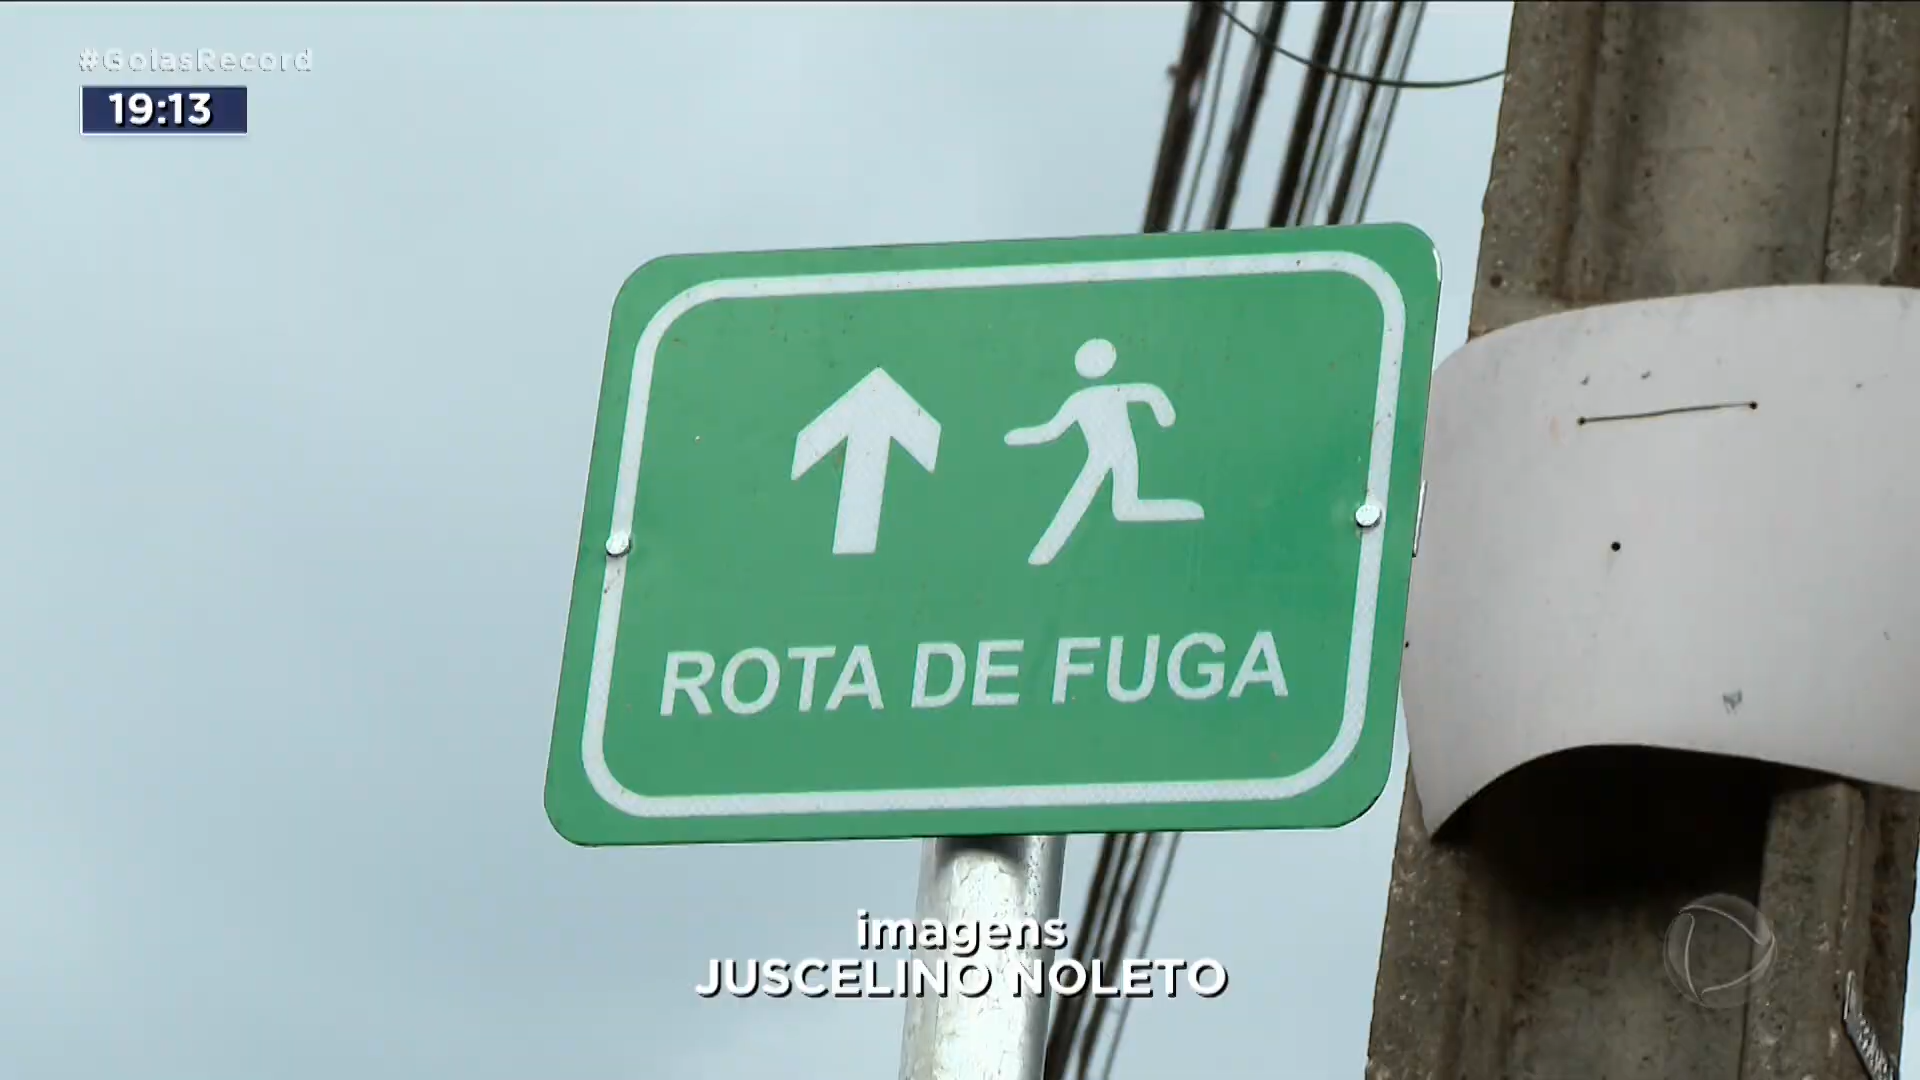 #GoiasRecord
19:13
ROTA DE FUGA
imagens
JUSCELINO NOLETO